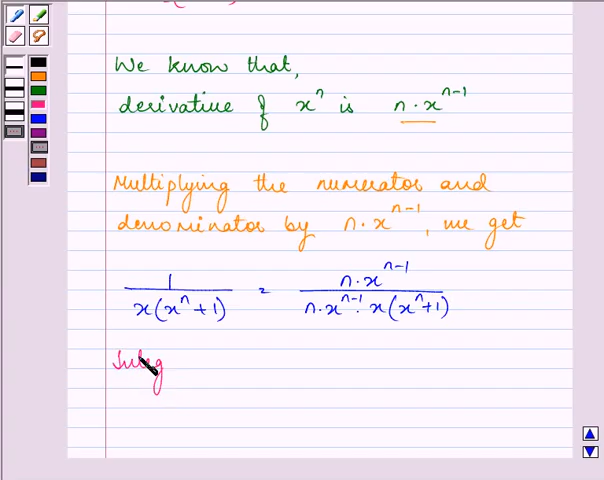 We know that,
derivative of xⁿ is n·xⁿ⁻¹
Multiplying the numerator and
denominator by n·xⁿ⁻¹, we get
1/(x(xⁿ+1)) = n·xⁿ⁻¹/(n·xⁿ⁻¹·x(xⁿ+1))